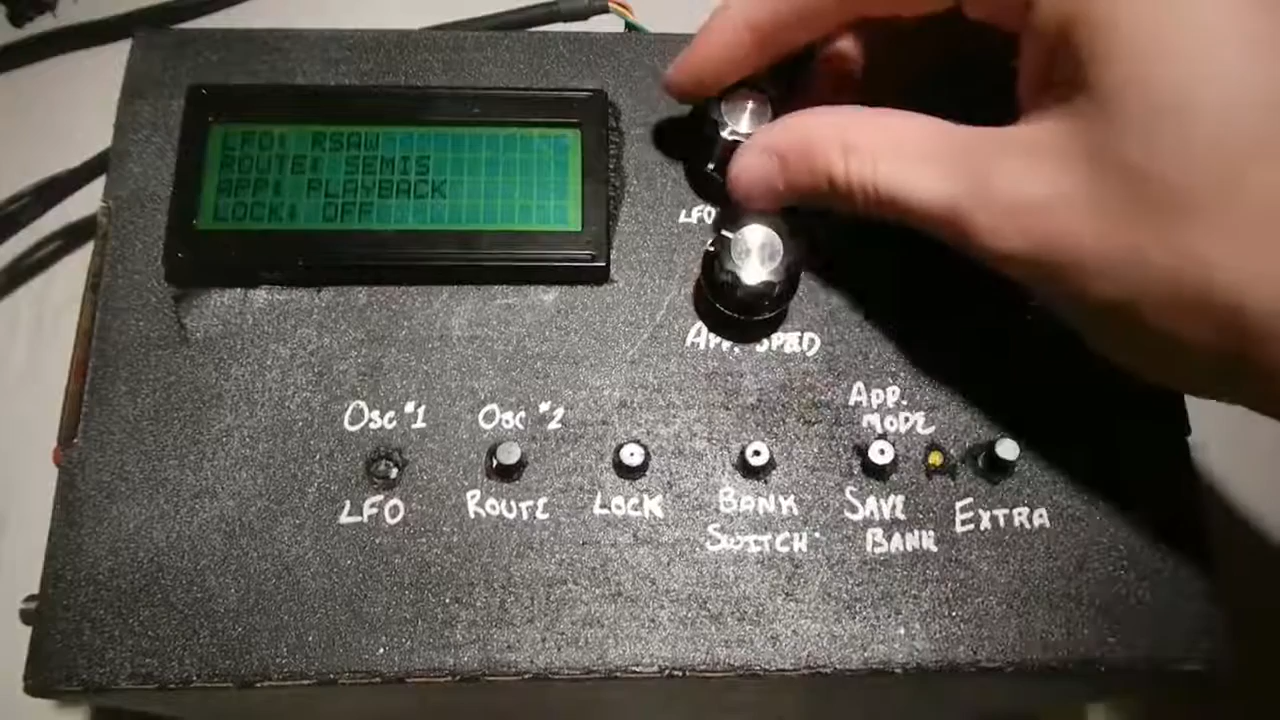 LFO: RSAW
ROUTE: SEMIS
APP: PLAYBACK
LOCK: OFF
LFO
APP. SPED
OSC #1
OSC #2
APP.
MODE
LFO
ROUTE
LOCK
BANK
SWITCH
SAVE
BANK
EXTRA